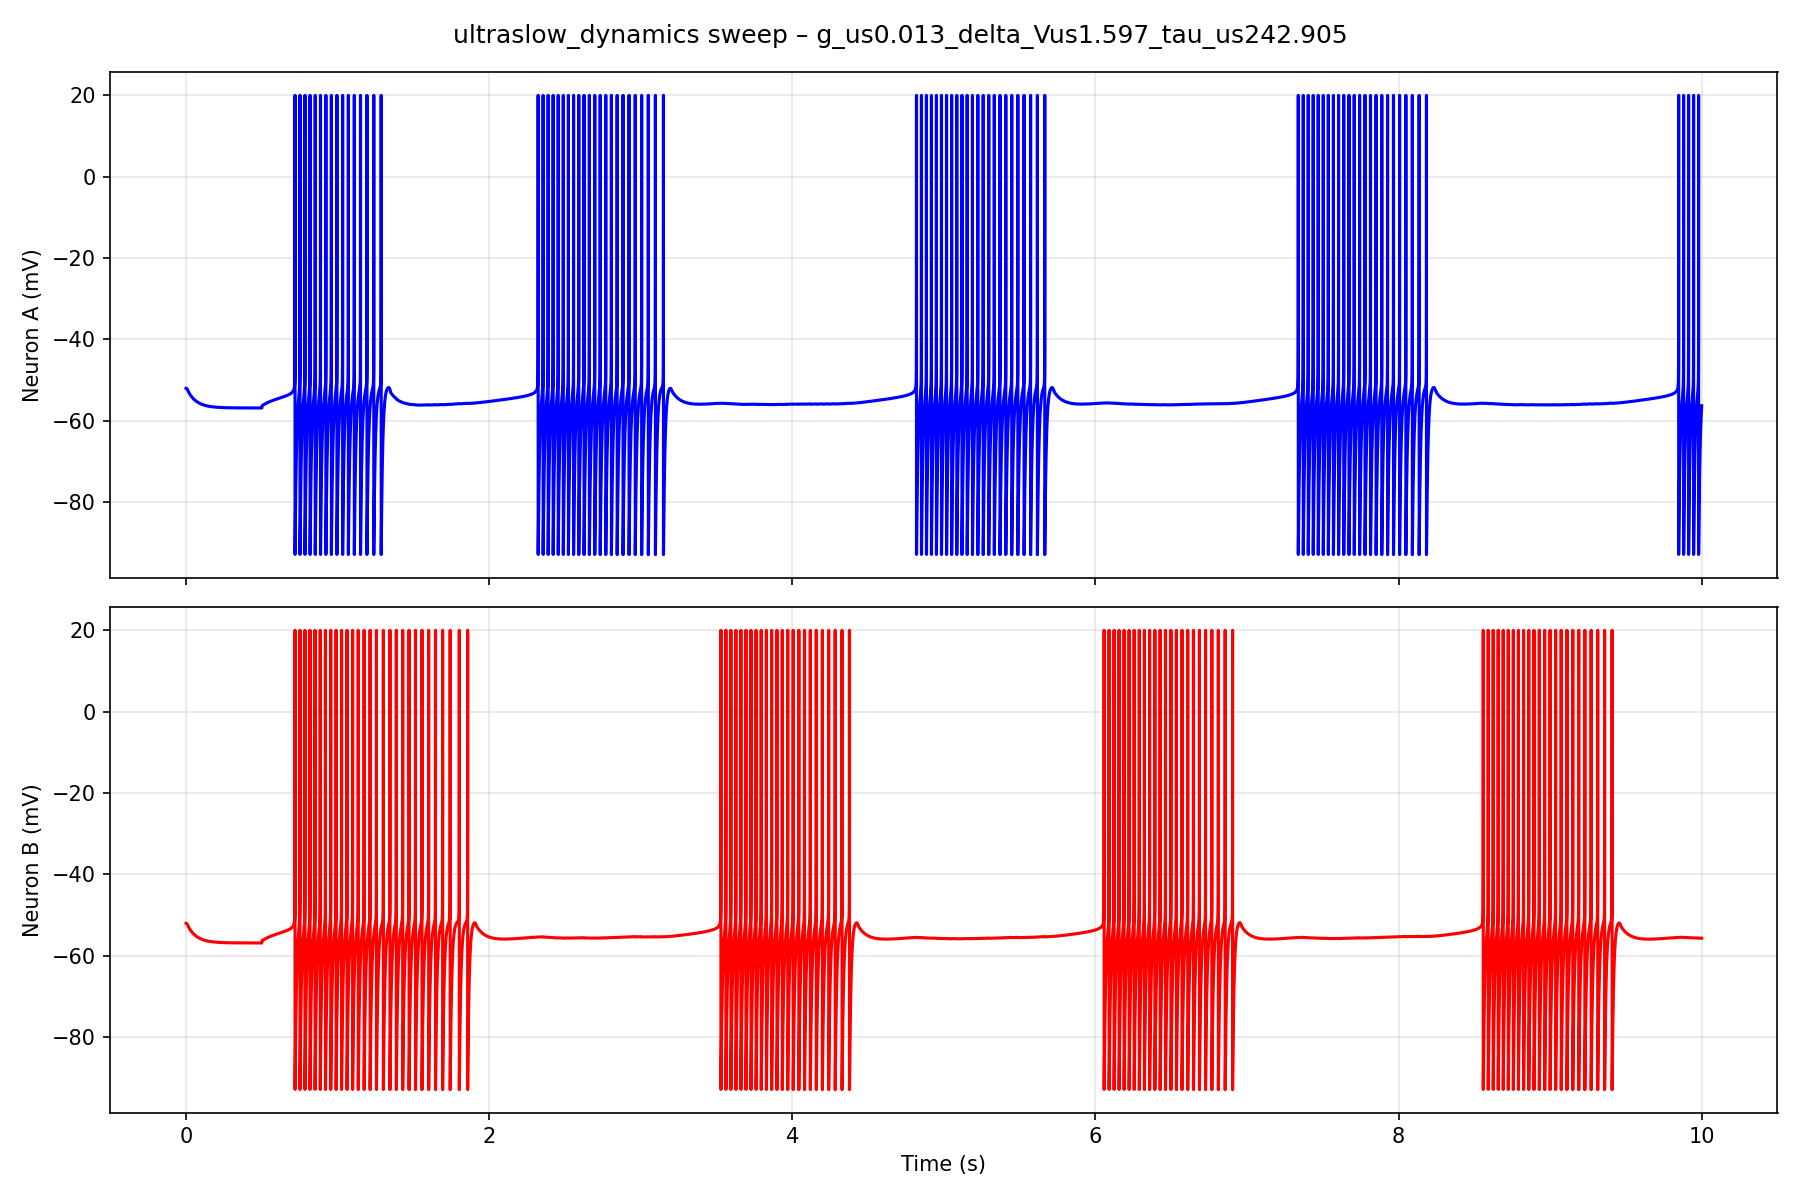 ultraslow_dynamics sweep – g_us0.013_delta_Vus1.597_tau_us242.905
Neuron A (mV)
20
0
−20
−40
−60
−80
Neuron B (mV)
20
0
−20
−40
−60
−80
0 2 4 6 8 10
Time (s)